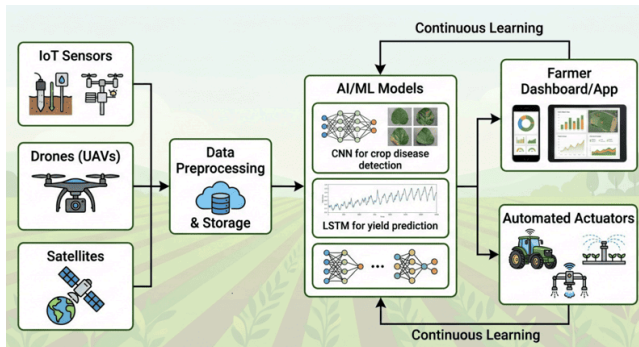 Continuous Learning
IoT Sensors
Drones (UAVs)
Satellites
Data
Preprocessing
& Storage
AI/ML Models
CNN for crop disease
detection
LSTM for yield prediction
Farmer
Dashboard/App
Automated Actuators
Continuous Learning